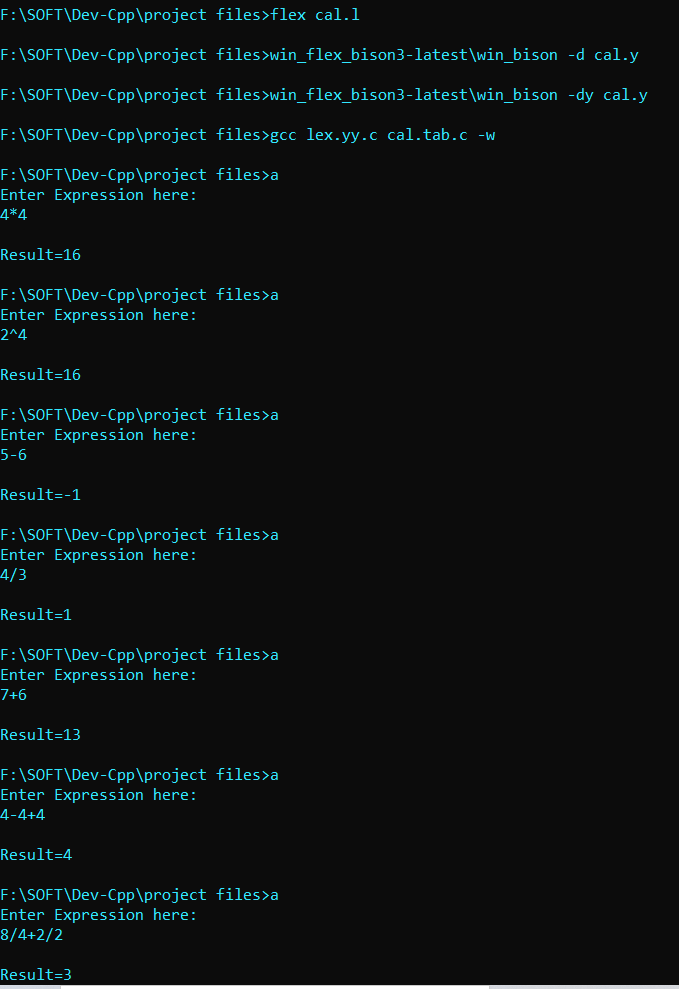 F:\SOFT\Dev-Cpp\project files>flex cal.l
F:\SOFT\Dev-Cpp\project files>win_flex_bison3-latest\win_bison -d cal.y
F:\SOFT\Dev-Cpp\project files>win_flex_bison3-latest\win_bison -dy cal.y
F:\SOFT\Dev-Cpp\project files>gcc lex.yy.c cal.tab.c -w
F:\SOFT\Dev-Cpp\project files>a
Enter Expression here:
4*4
Result=16
F:\SOFT\Dev-Cpp\project files>a
Enter Expression here:
2^4
Result=16
F:\SOFT\Dev-Cpp\project files>a
Enter Expression here:
5-6
Result=-1
F:\SOFT\Dev-Cpp\project files>a
Enter Expression here:
4/3
Result=1
F:\SOFT\Dev-Cpp\project files>a
Enter Expression here:
7+6
Result=13
F:\SOFT\Dev-Cpp\project files>a
Enter Expression here:
4-4+4
Result=4
F:\SOFT\Dev-Cpp\project files>a
Enter Expression here:
8/4+2/2
Result=3